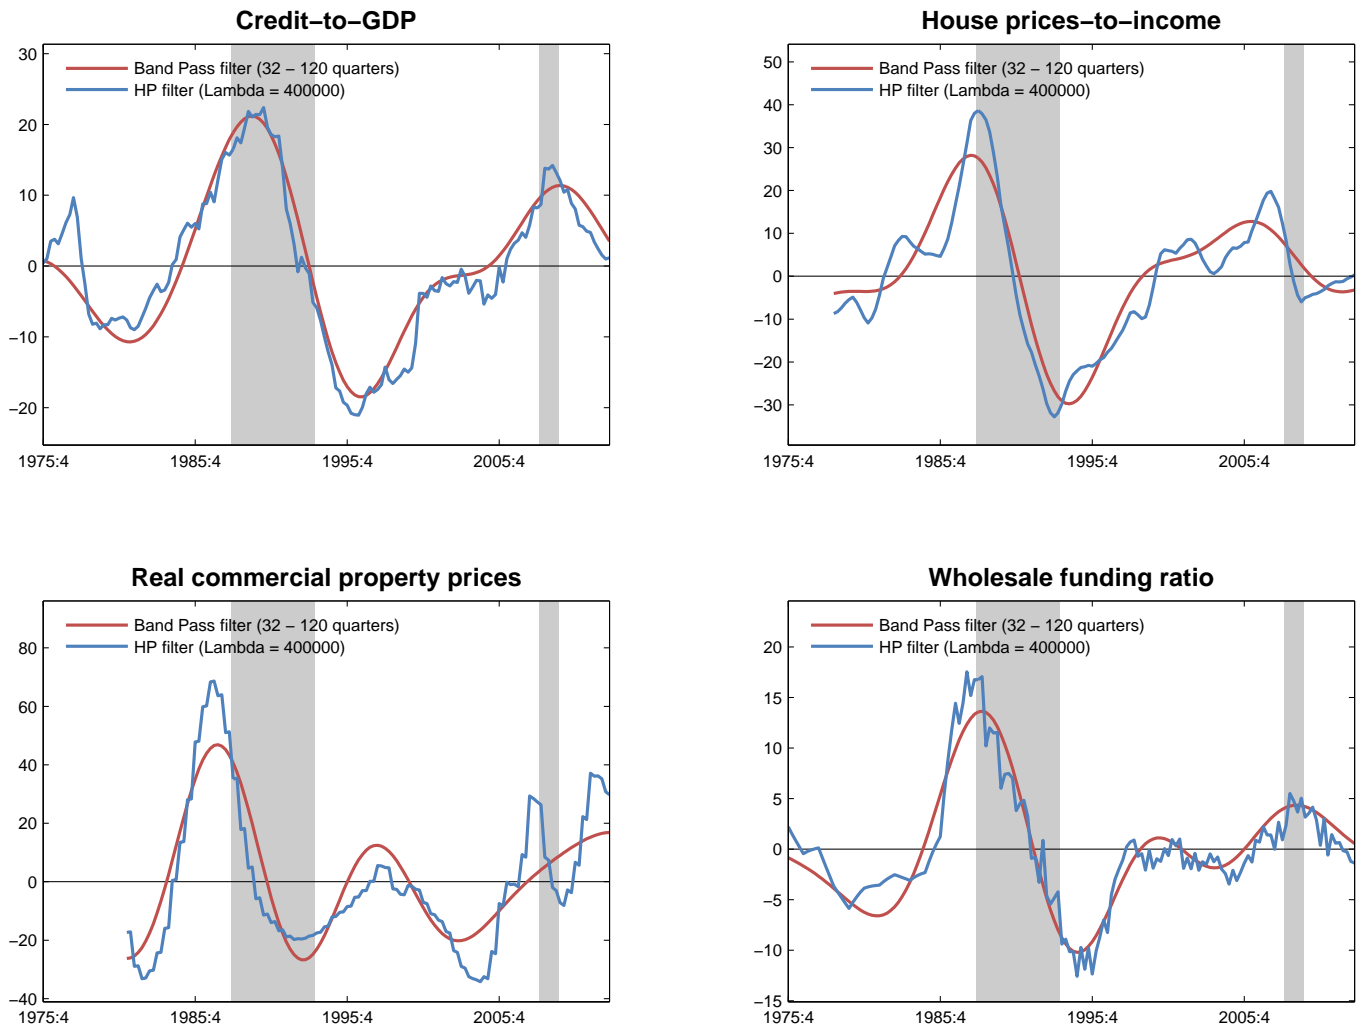 Credit−to−GDP
30
20
10
0
−10
−20
Band Pass filter (32 − 120 quarters)
HP filter (Lambda = 400000)
1975:4 1985:4 1995:4 2005:4
House prices−to−income
50
40
30
20
10
0
−10
−20
−30
Band Pass filter (32 − 120 quarters)
HP filter (Lambda = 400000)
1975:4 1985:4 1995:4 2005:4
Real commercial property prices
80
60
40
20
0
−20
−40
Band Pass filter (32 − 120 quarters)
HP filter (Lambda = 400000)
1975:4 1985:4 1995:4 2005:4
Wholesale funding ratio
20
15
10
5
0
−5
−10
−15
Band Pass filter (32 − 120 quarters)
HP filter (Lambda = 400000)
1975:4 1985:4 1995:4 2005:4